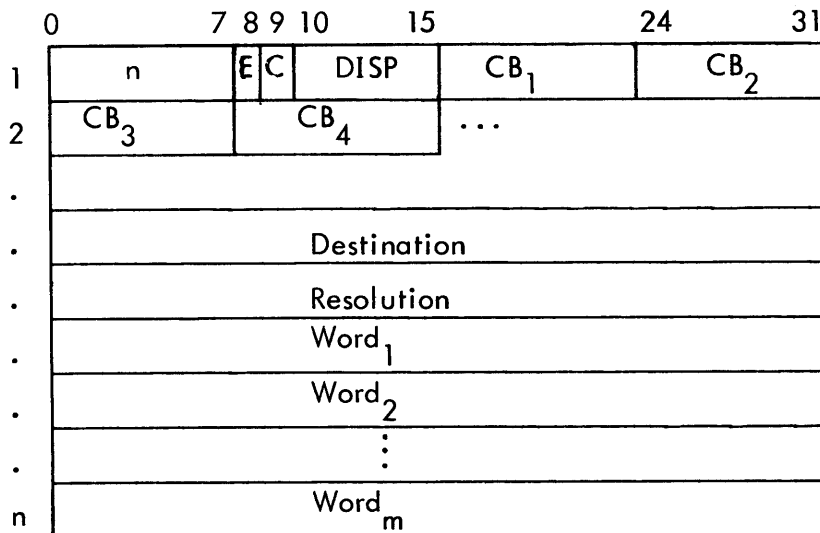 0 7 8 9 10 15 24 31
1 n E C DISP CB₁ CB₂
2 CB₃ CB₄ ...
.
. Destination
. Resolution
. Word₁
. Word₂
. ⋮
n Word_m